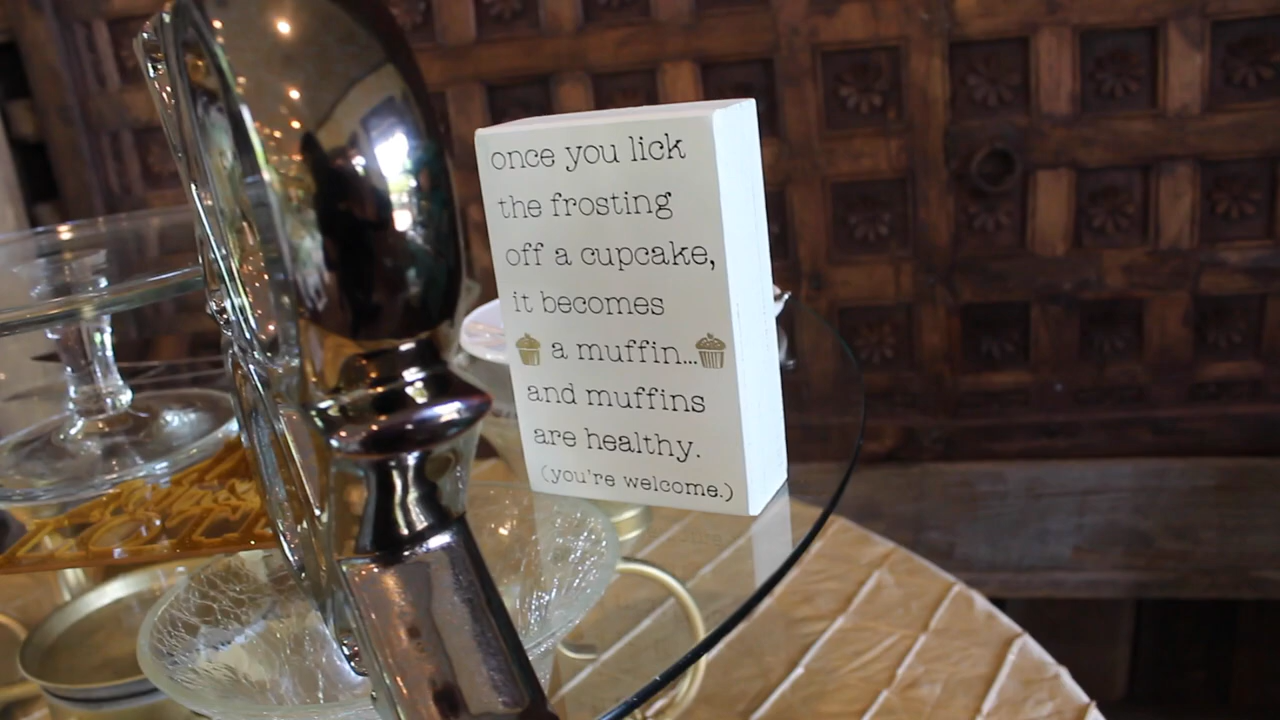 once you lick
the frosting
off a cupcake,
it becomes
a muffin...
and muffins
are healthy.
(you're welcome.)